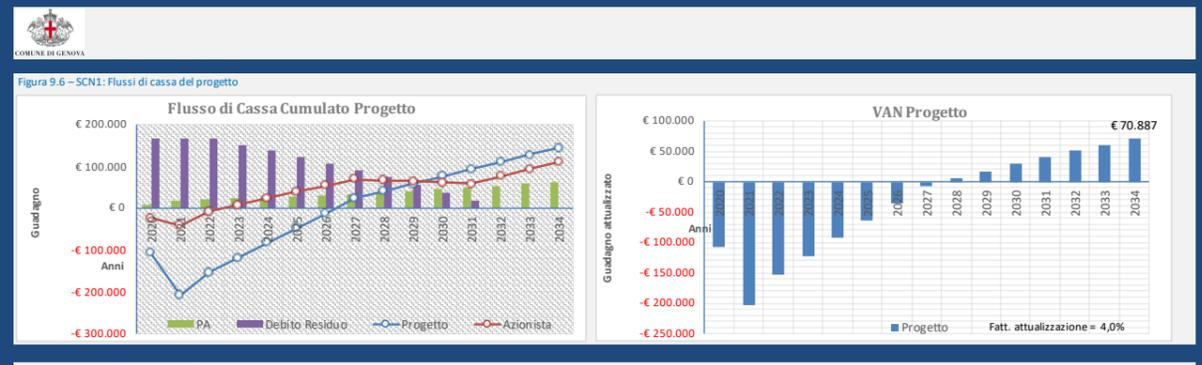 COMUNE DI GENOVA
Figura 9.6 – SCN1: Flussi di cassa del progetto
Flusso di Cassa Cumulato Progetto
€ 200.000
€ 100.000
€ 0
-€ 100.000
-€ 200.000
-€ 300.000
Guadagno
Anni
2020 2021 2022 2023 2024 2025 2026 2027 2028 2029 2030 2031 2032 2033 2034
PA Debito Residuo Progetto Azionista
VAN Progetto
€ 70.887
€ 100.000
€ 50.000
€ 0
-€ 50.000
-€ 100.000
-€ 150.000
-€ 200.000
-€ 250.000
Guadagno attualizzato
Anni
2020 2021 2022 2023 2024 2025 2026 2027 2028 2029 2030 2031 2032 2033 2034
Progetto Fatt. attualizzazione = 4,0%